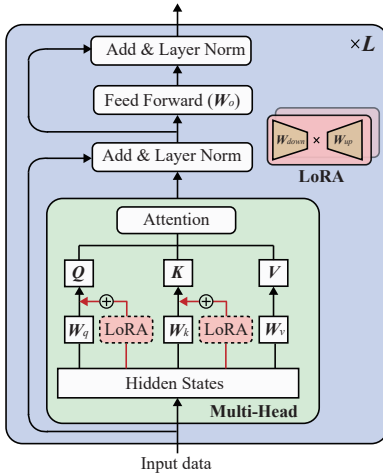 Add & Layer Norm
×L
Feed Forward (Wo)
Wdown × Wup
LoRA
Add & Layer Norm
Attention
Q K V
Wq LoRA Wk LoRA Wv
Hidden States
Multi-Head
Input data